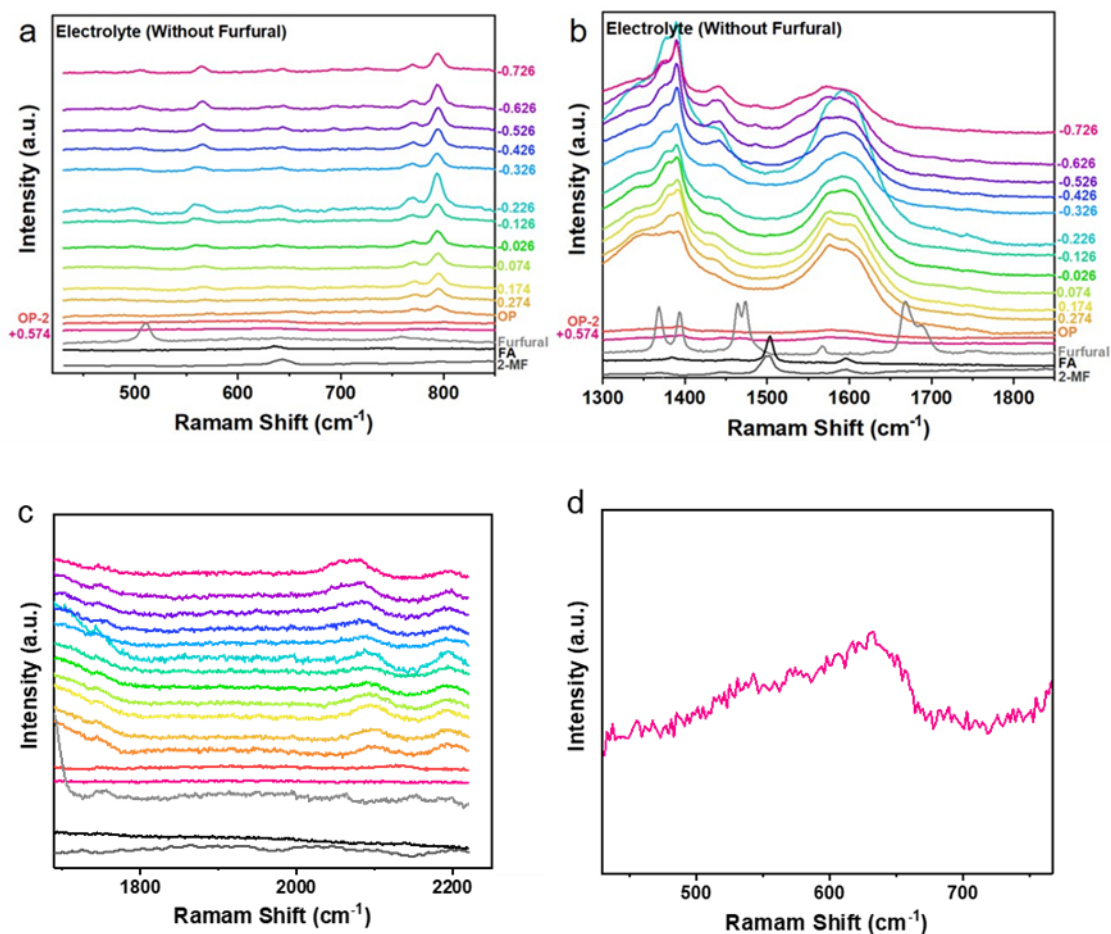 a
Electrolyte (Without Furfural)
-0.726
-0.626
-0.526
-0.426
-0.326
-0.226
-0.126
-0.026
0.074
0.174
0.274
OP
OP-2
+0.574
Furfural
FA
2-MF
Intensity (a.u.)
500 600 700 800
Ramam Shift (cm-1)
b
Electrolyte (Without Furfural)
-0.726
-0.626
-0.526
-0.426
-0.326
-0.226
-0.126
-0.026
0.074
0.174
0.274
OP
OP-2
+0.574
Furfural
FA
2-MF
Intensity (a.u.)
1300 1400 1500 1600 1700 1800
Ramam Shift (cm-1)
c
Intensity (a.u.)
1800 2000 2200
Ramam Shift (cm-1)
d
Intensity (a.u.)
500 600 700
Ramam Shift (cm-1)